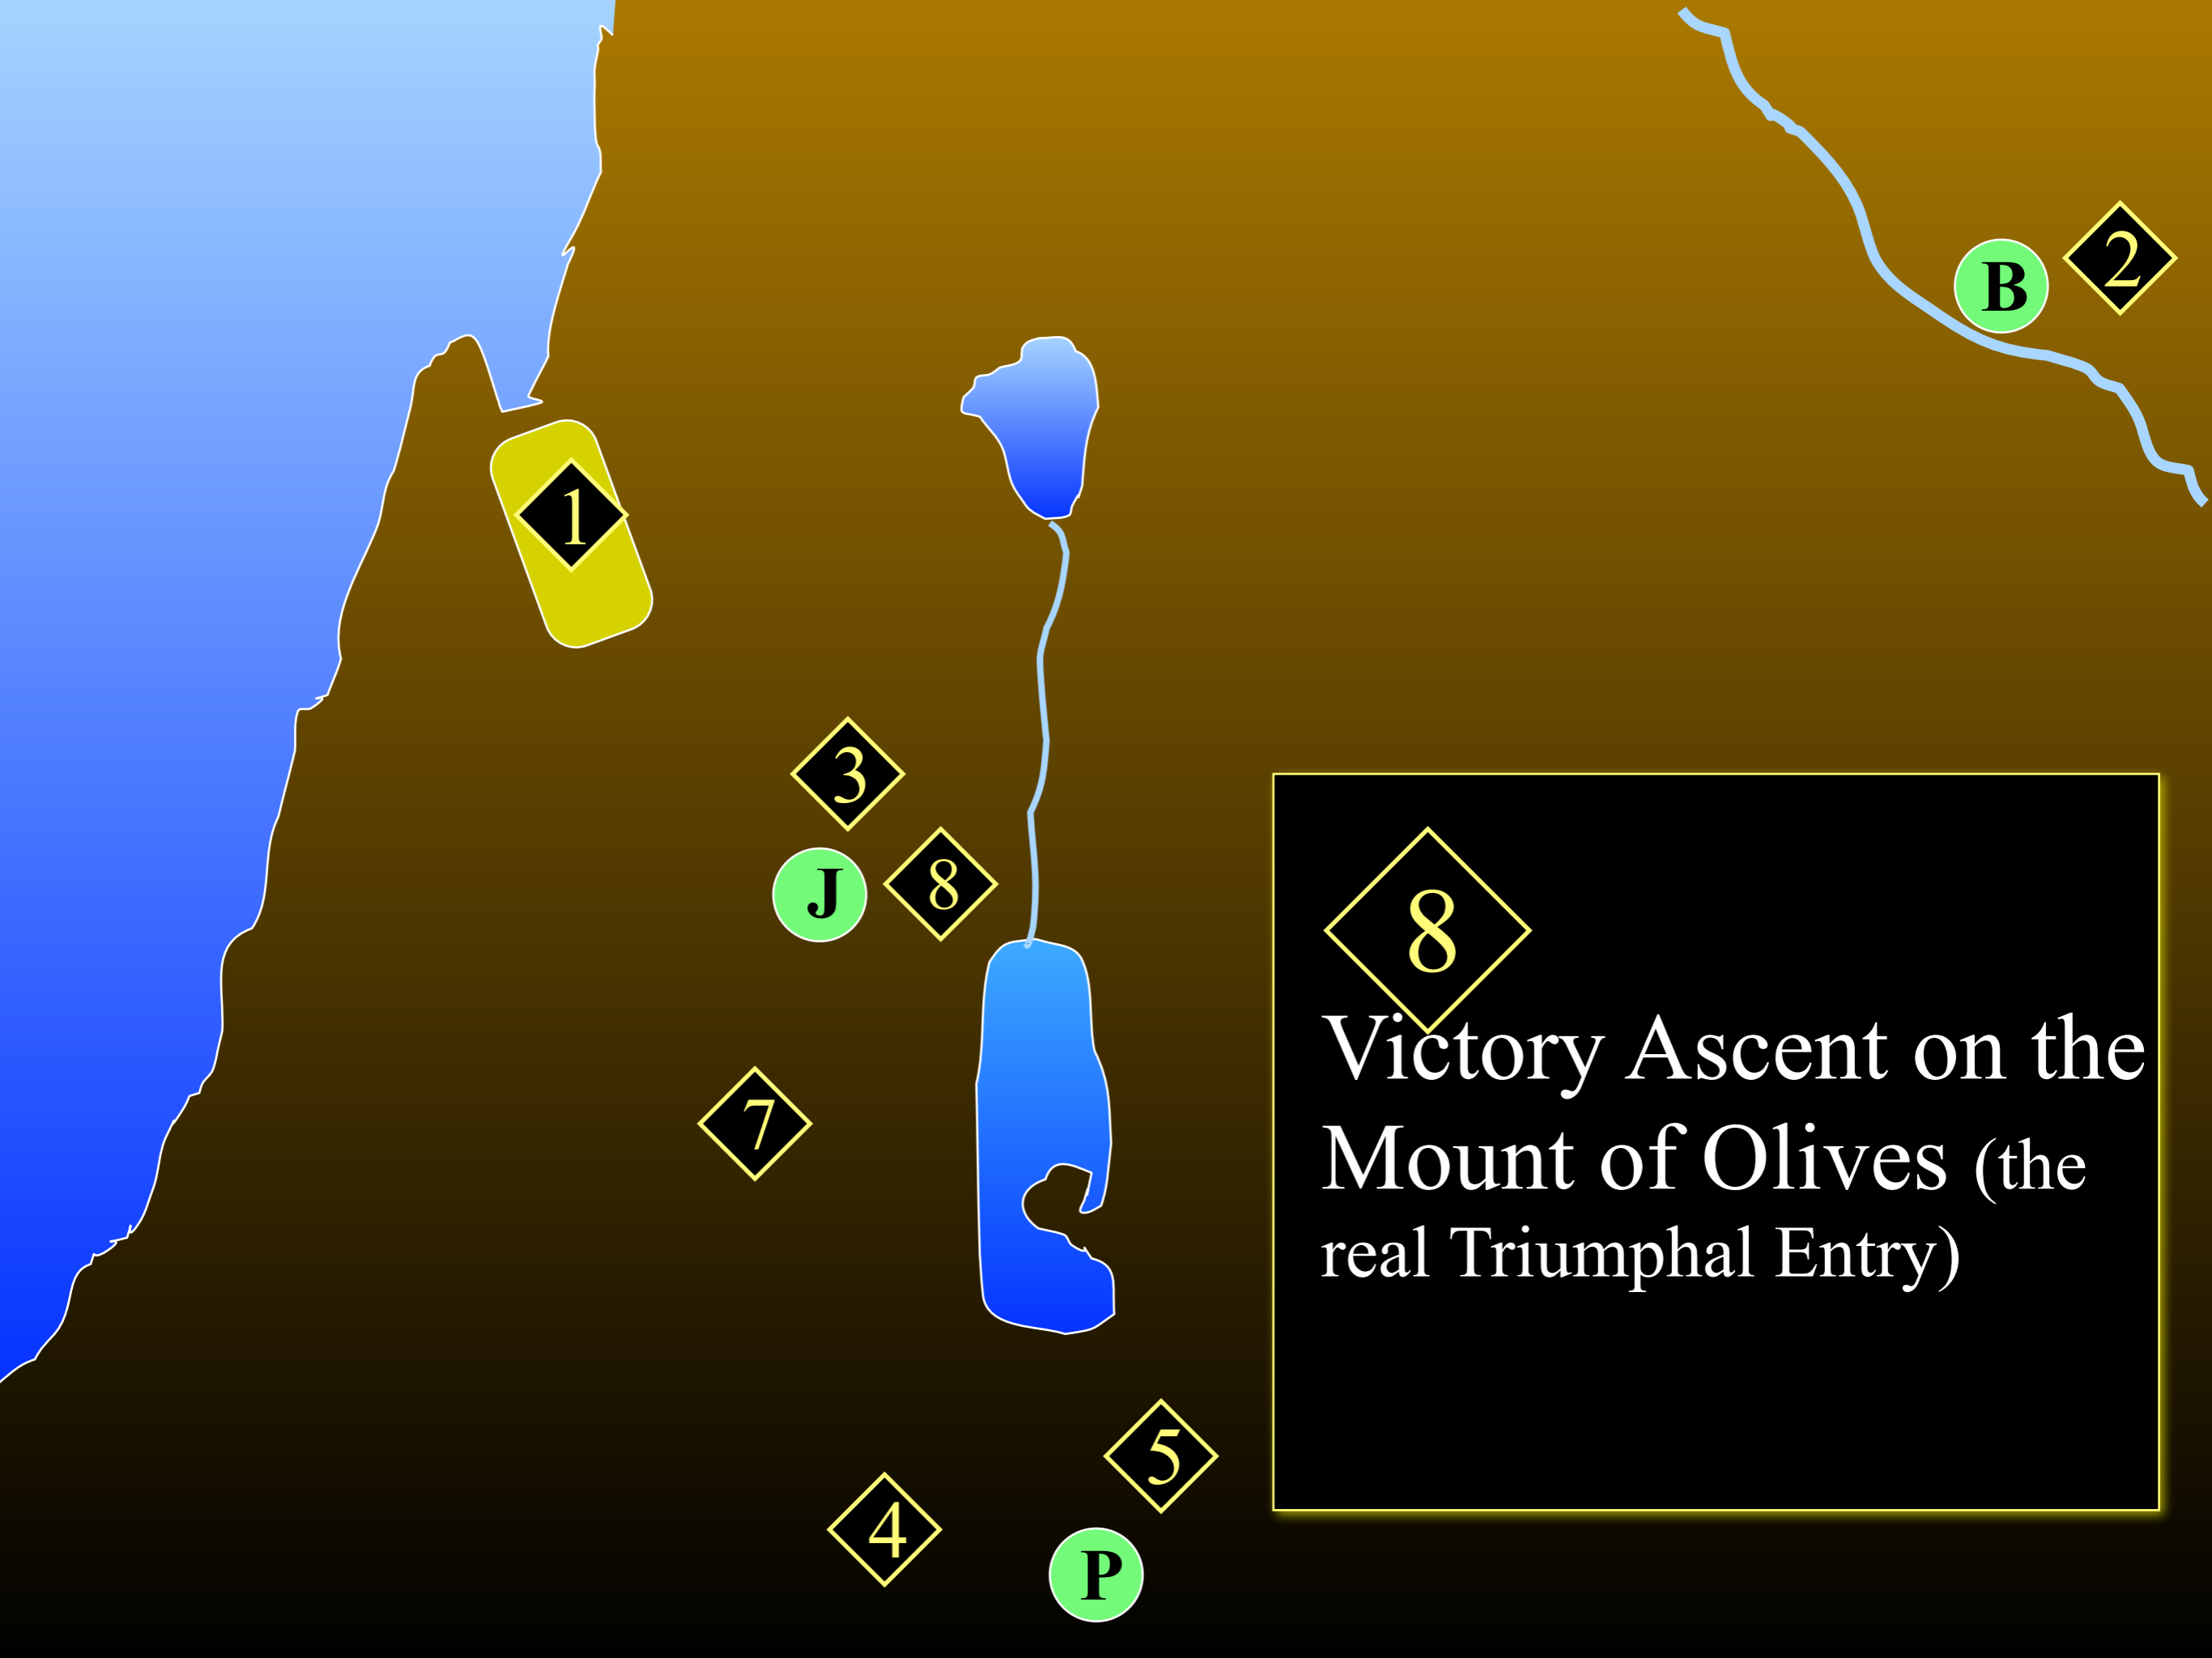 B
2
1
3
J
8
8
Victory Ascent on the
Mount of Olives (the
real Triumphal Entry)
7
5
4
P